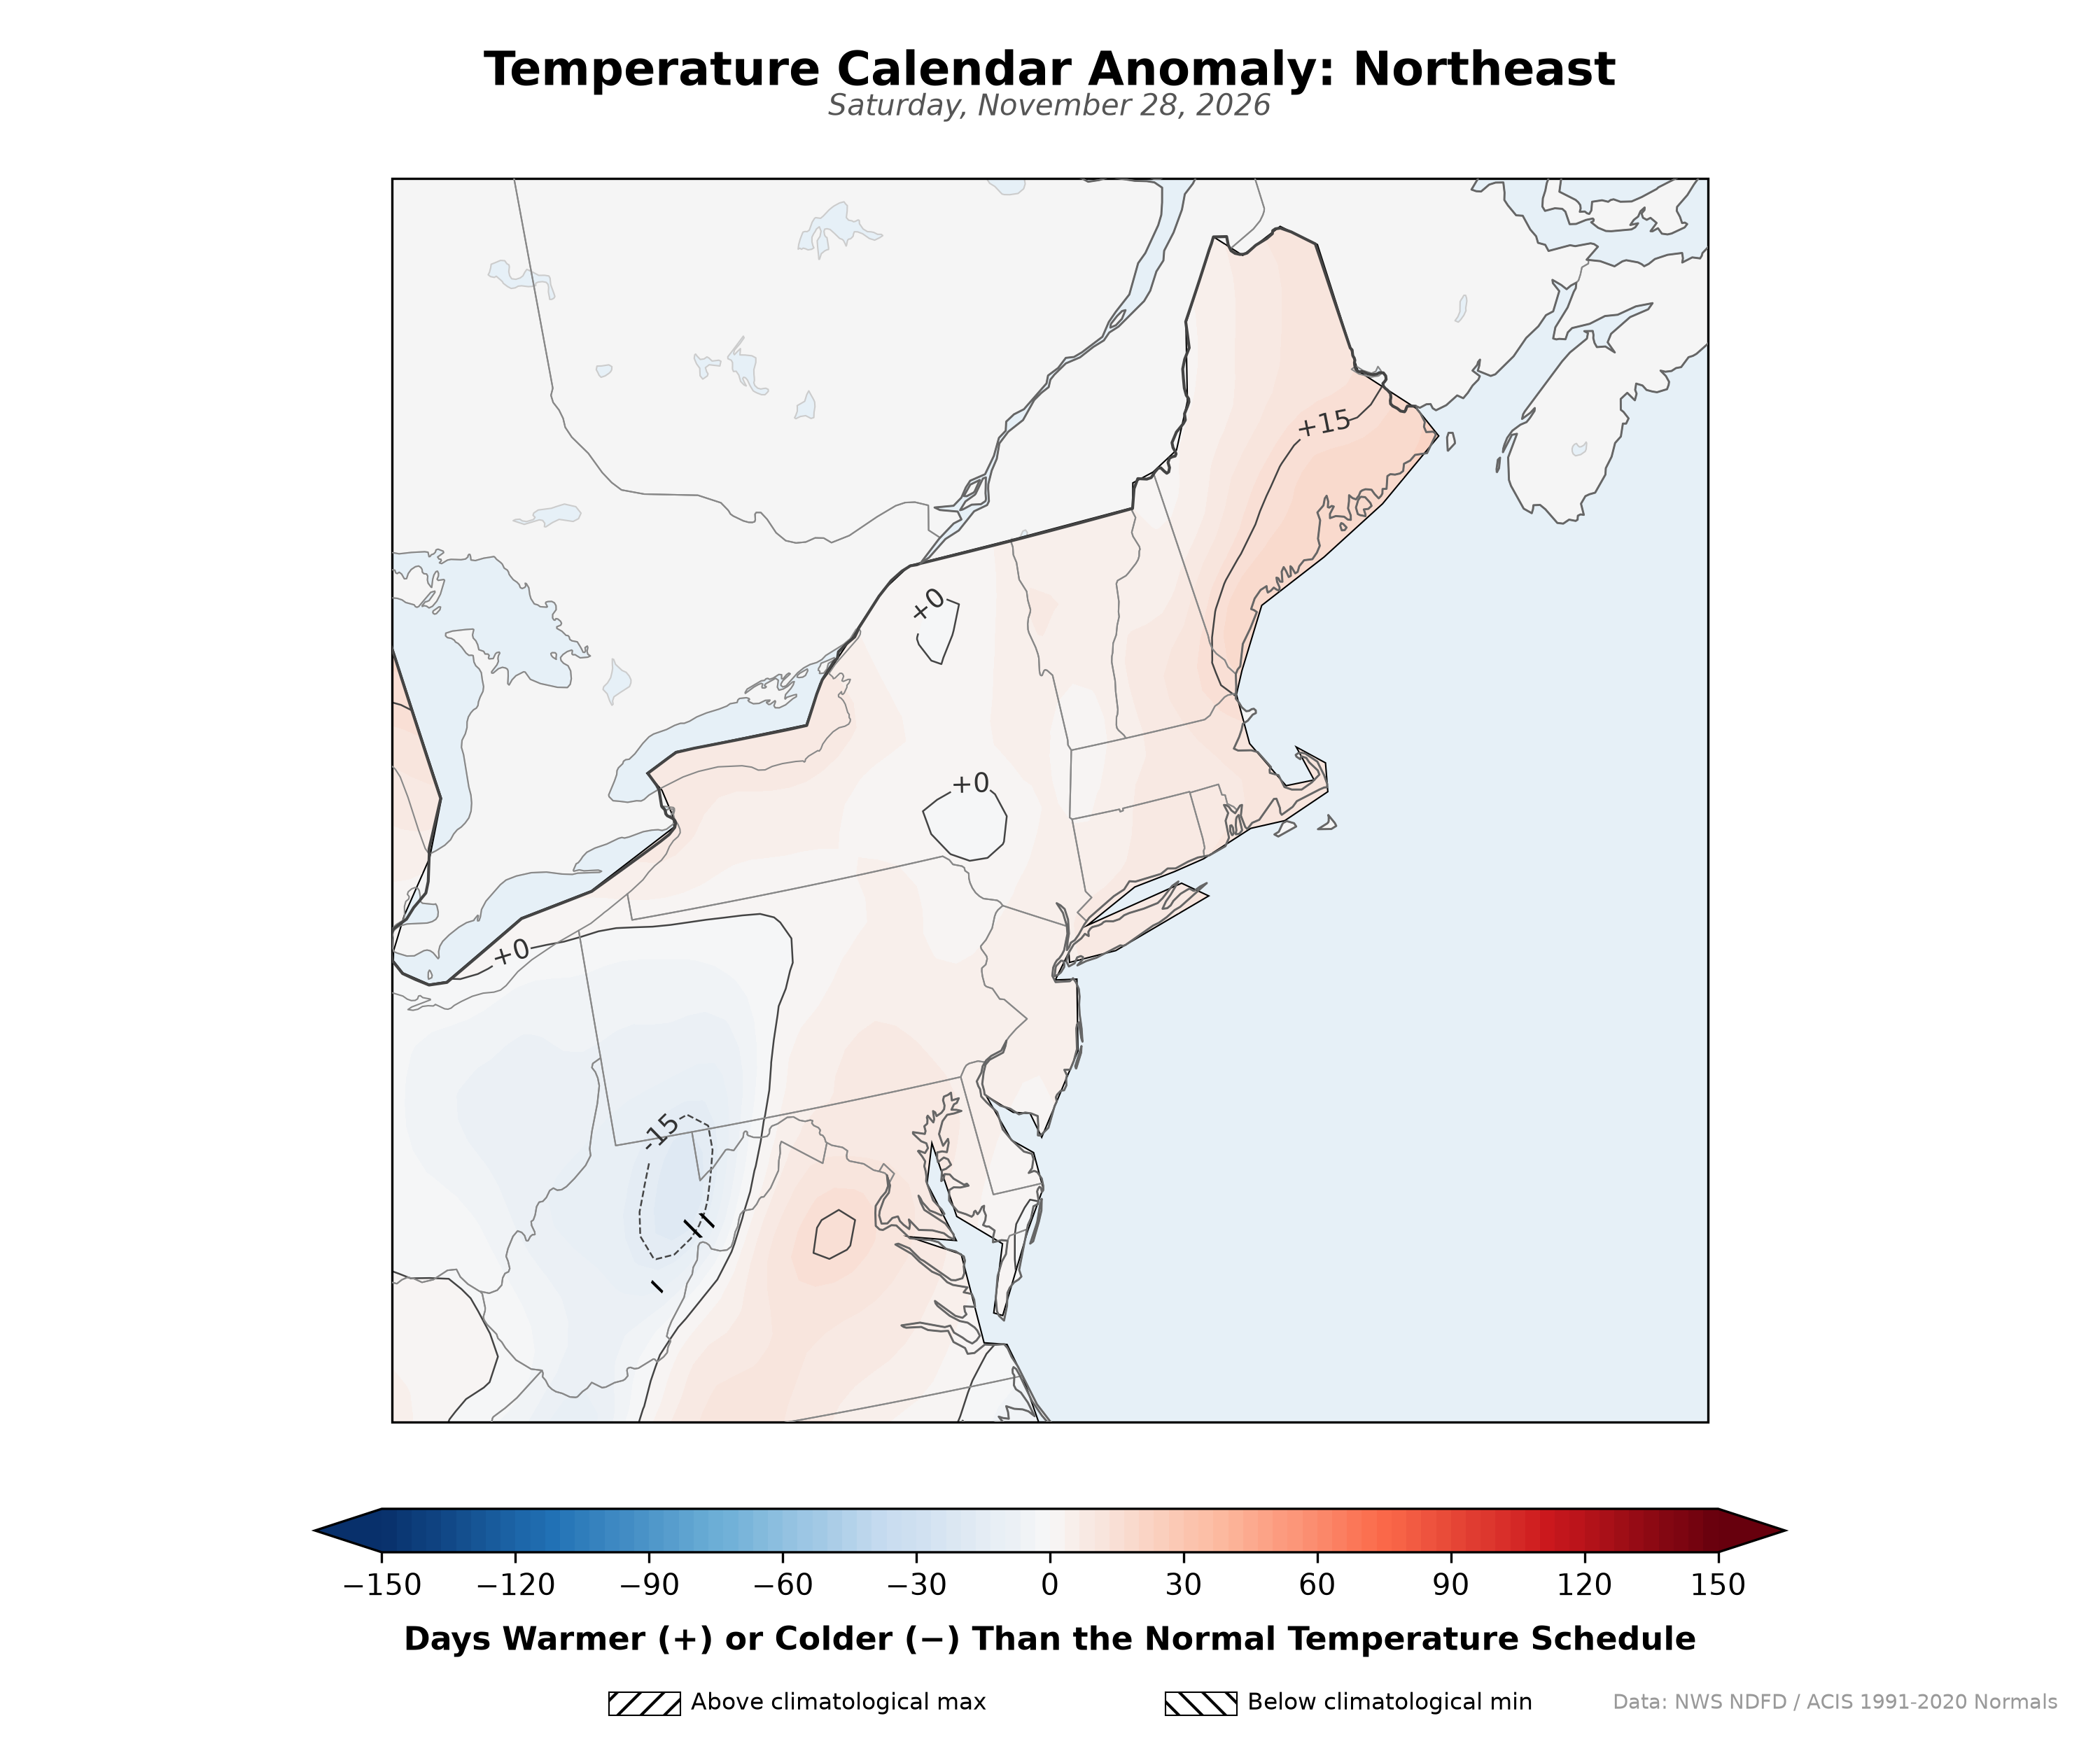 Temperature Calendar Anomaly: Northeast
Saturday, November 28, 2026
+15
+0
+0
+0
-15
−150 −120 −90 −60 −30 0 30 60 90 120 150
Days Warmer (+) or Colder (−) Than the Normal Temperature Schedule
Above climatological max Below climatological min Data: NWS NDFD / ACIS 1991-2020 Normals